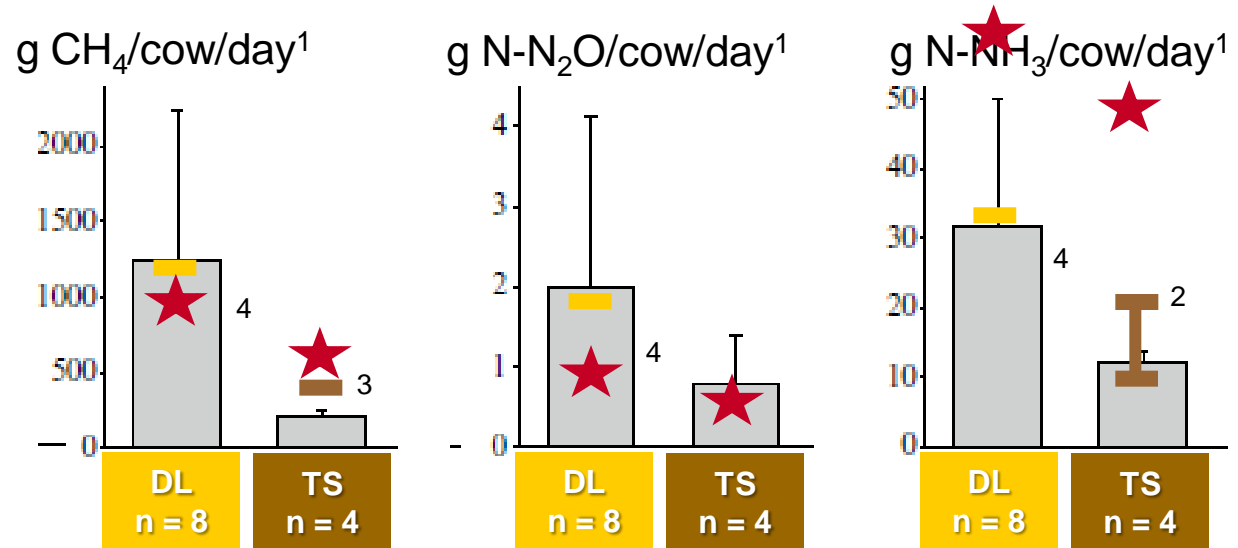 g CH₄/cow/day¹
2000
1500
1000
500
0
4
3
DL
n = 8
TS
n = 4
g N-N₂O/cow/day¹
4
3
2
1
0
4
DL
n = 8
TS
n = 4
g N-NH₃/cow/day¹
50
40
30
20
10
0
4
2
DL
n = 8
TS
n = 4